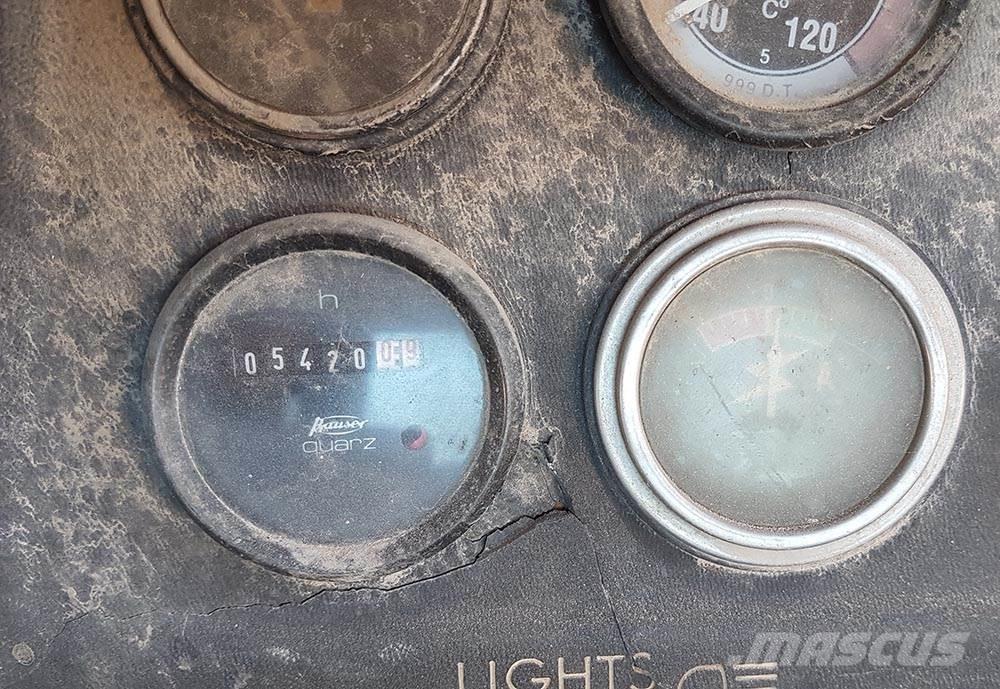 40 C° 120
5
999 D.T.
h
05420
Bauser
quarz
LIGHTS
MASCUS